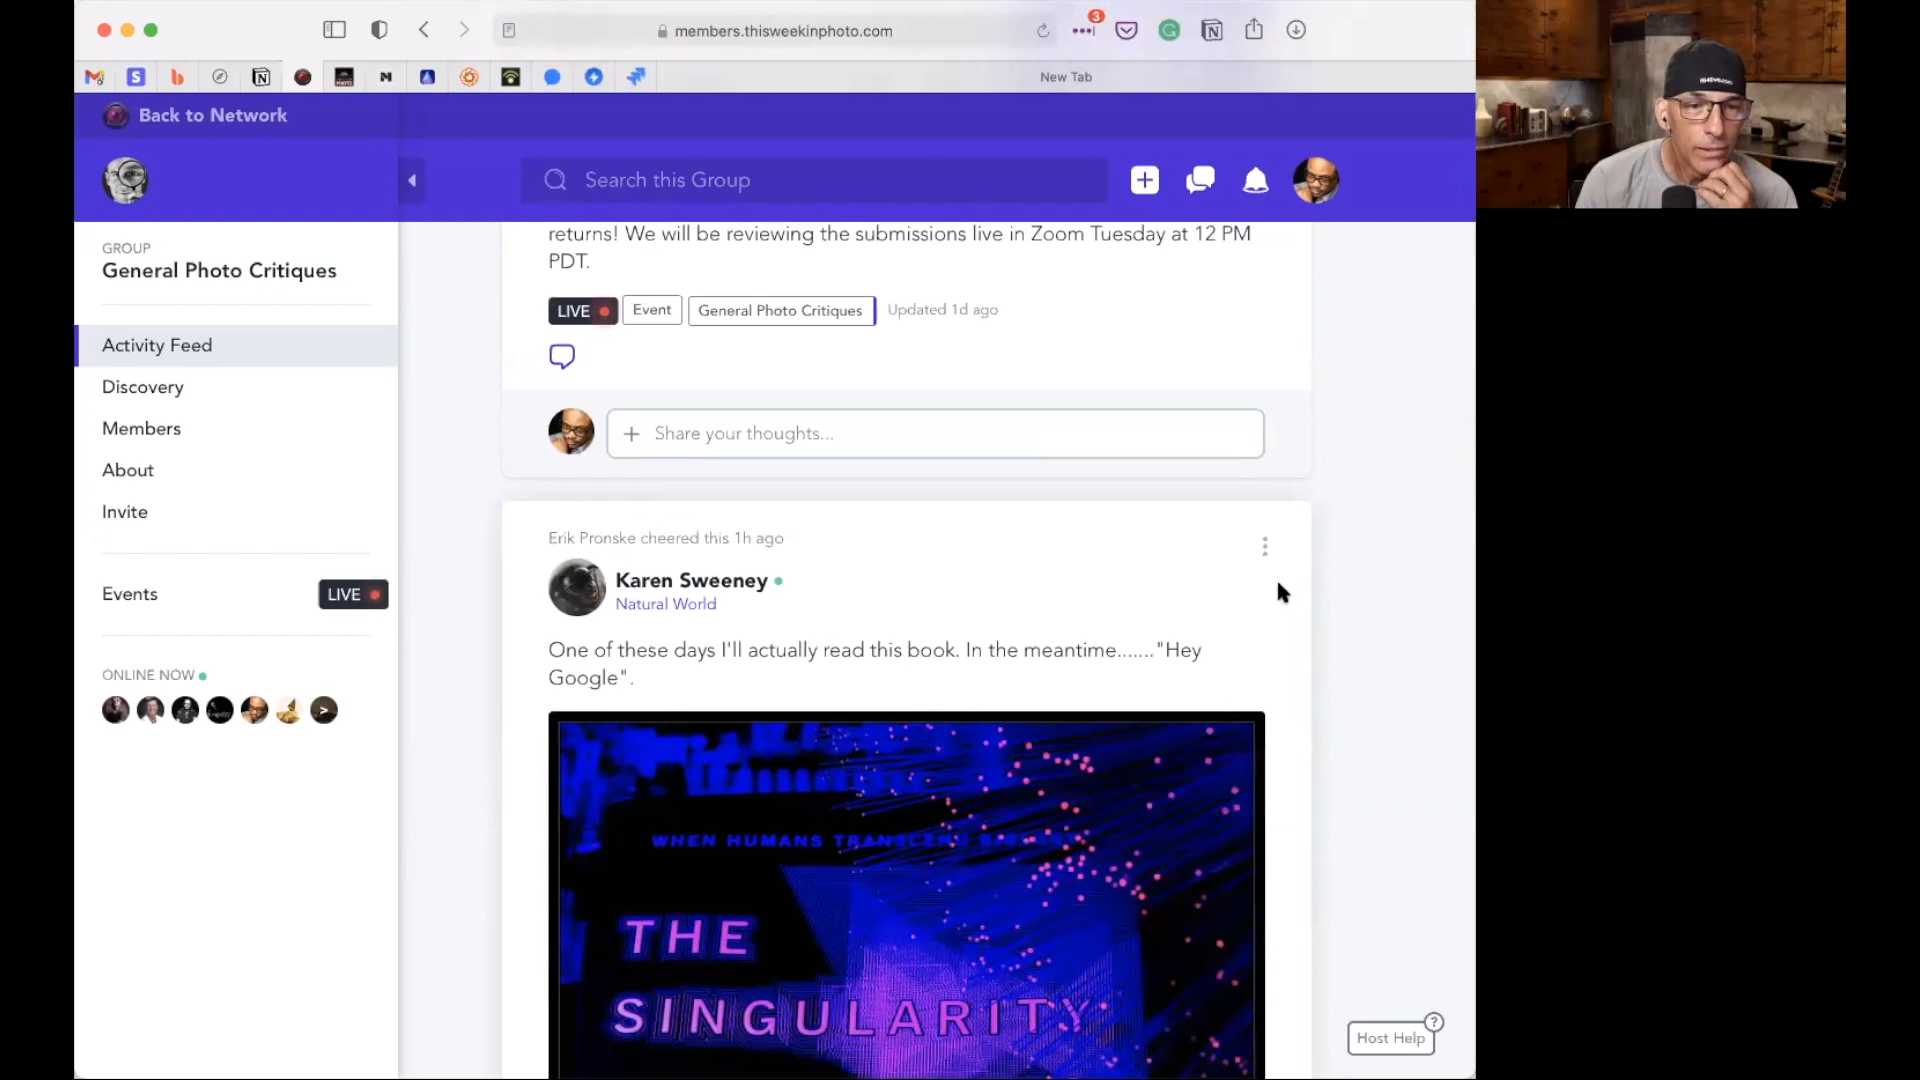 members.thisweekinphoto.com
3
New Tab
Back to Network
Search this Group
GROUP
General Photo Critiques
Activity Feed
Discovery
Members
About
Invite
Events
LIVE
ONLINE NOW
returns! We will be reviewing the submissions live in Zoom Tuesday at 12 PM
PDT.
LIVE Event General Photo Critiques Updated 1d ago
+ Share your thoughts...
Erik Pronske cheered this 1h ago
Karen Sweeney
Natural World
One of these days I'll actually read this book. In the meantime......."Hey
Google".
WHEN HUMANS TRANSCEND
THE
SINGULARITY
Host Help
?